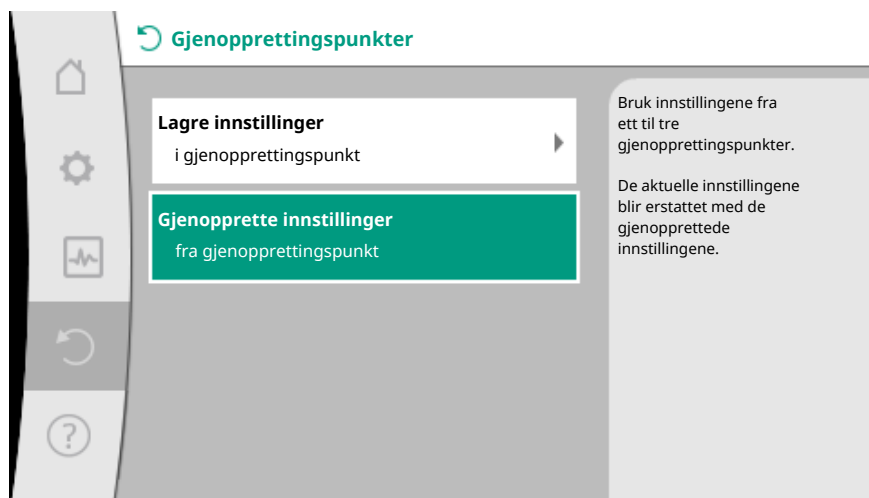 Gjenopprettingspunkter
Lagre innstillinger
i gjenopprettingspunkt
Gjenopprette innstillinger
fra gjenopprettingspunkt
Bruk innstillingene fra
ett til tre
gjenopprettingspunkter.
De aktuelle innstillingene
blir erstattet med de
gjenopprettede
innstillingene.
?